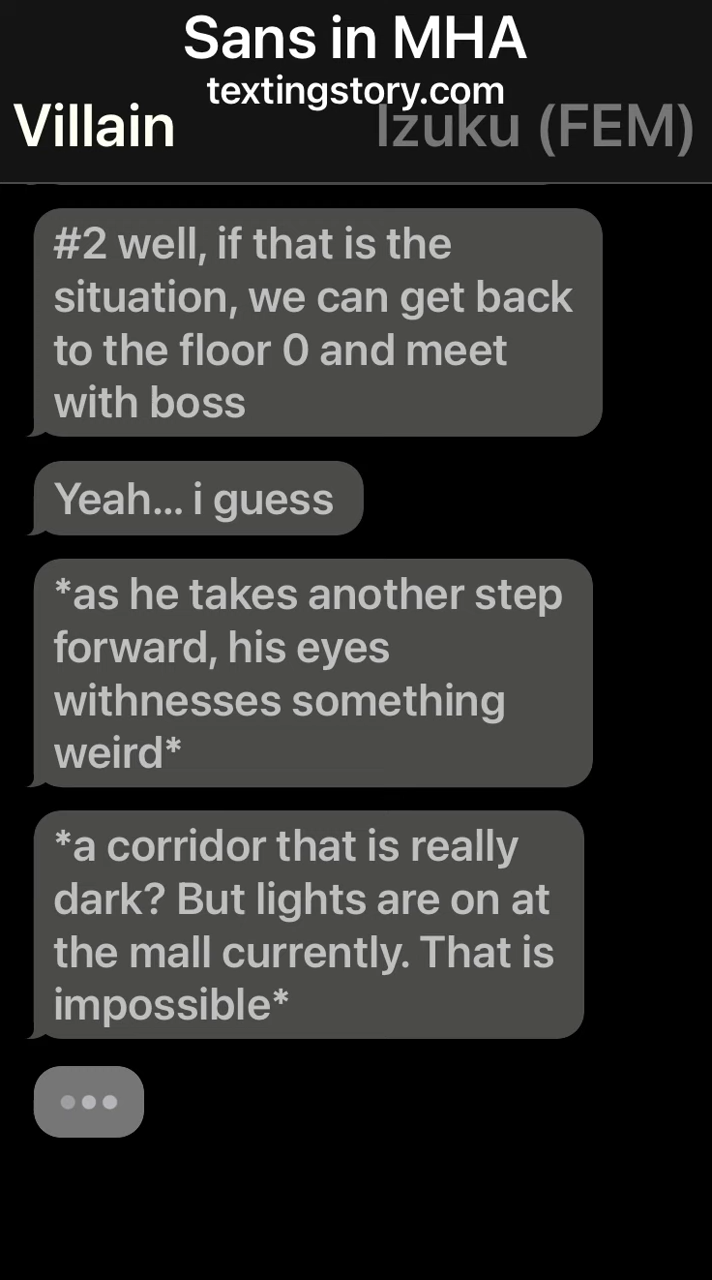 Sans in MHA
textingstory.com
Villain
Izuku (FEM)
#2 well, if that is the
situation, we can get back
to the floor 0 and meet
with boss
Yeah... i guess
*as he takes another step
forward, his eyes
withnesses something
weird*
*a corridor that is really
dark? But lights are on at
the mall currently. That is
impossible*